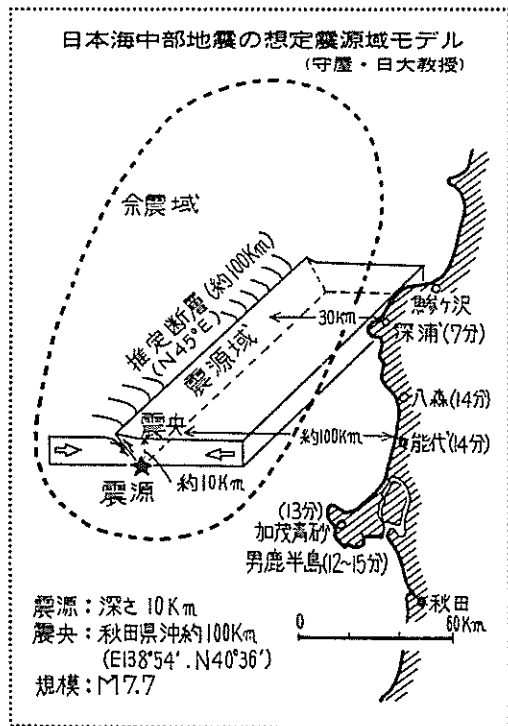 日本海中部地震の想定震源域モデル
(守屋・日大教授)
余震域
推定断層(約100Km)
(N45°E)
震源域
30Km
鰺ヶ沢
深浦(7分)
震央
約100Km
八森(14分)
能代(14分)
震源
約10Km
(13分)
加茂青砂
男鹿半島(12~15分)
秋田
0
60Km
震源:深さ10Km
震央:秋田県沖約100Km
(E138°54′.N40°36′)
規模:M7.7